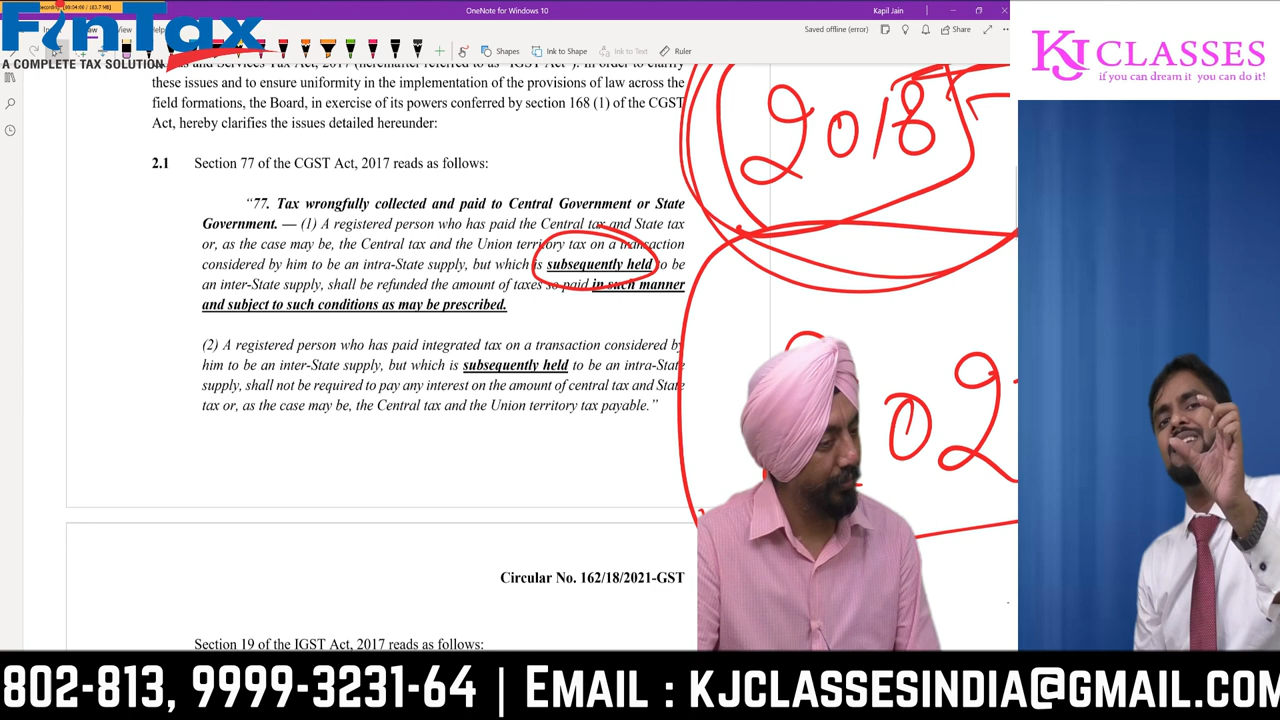 Recording [00:04:00 / 103.7 MB]
OneNote for Windows 10
Kapil Jain
FinTax
A COMPLETE TAX SOLUTION
Saved offline (error)
Share
Shapes
Ink to Shape
Ink to Text
Ruler
KJ CLASSES
if you can dream it you can do it!
these issues and to ensure uniformity in the implementation of the provisions of law across the
field formations, the Board, in exercise of its powers conferred by section 168 (1) of the CGST
Act, hereby clarifies the issues detailed hereunder:
2018
2.1 Section 77 of the CGST Act, 2017 reads as follows:
“77. Tax wrongfully collected and paid to Central Government or State
Government. — (1) A registered person who has paid the Central tax and State tax
or, as the case may be, the Central tax and the Union territory tax on a transaction
considered by him to be an intra-State supply, but which is subsequently held to be
an inter-State supply, shall be refunded the amount of taxes so paid in such manner
and subject to such conditions as may be prescribed.
(2) A registered person who has paid integrated tax on a transaction considered by
him to be an inter-State supply, but which is subsequently held to be an intra-State
supply, shall not be required to pay any interest on the amount of central tax and State
tax or, as the case may be, the Central tax and the Union territory tax payable.”
02
Circular No. 162/18/2021-GST
Section 19 of the IGST Act, 2017 reads as follows:
802-813, 9999-3231-64 | Email : KJCLASSESINDIA@GMAIL.COM